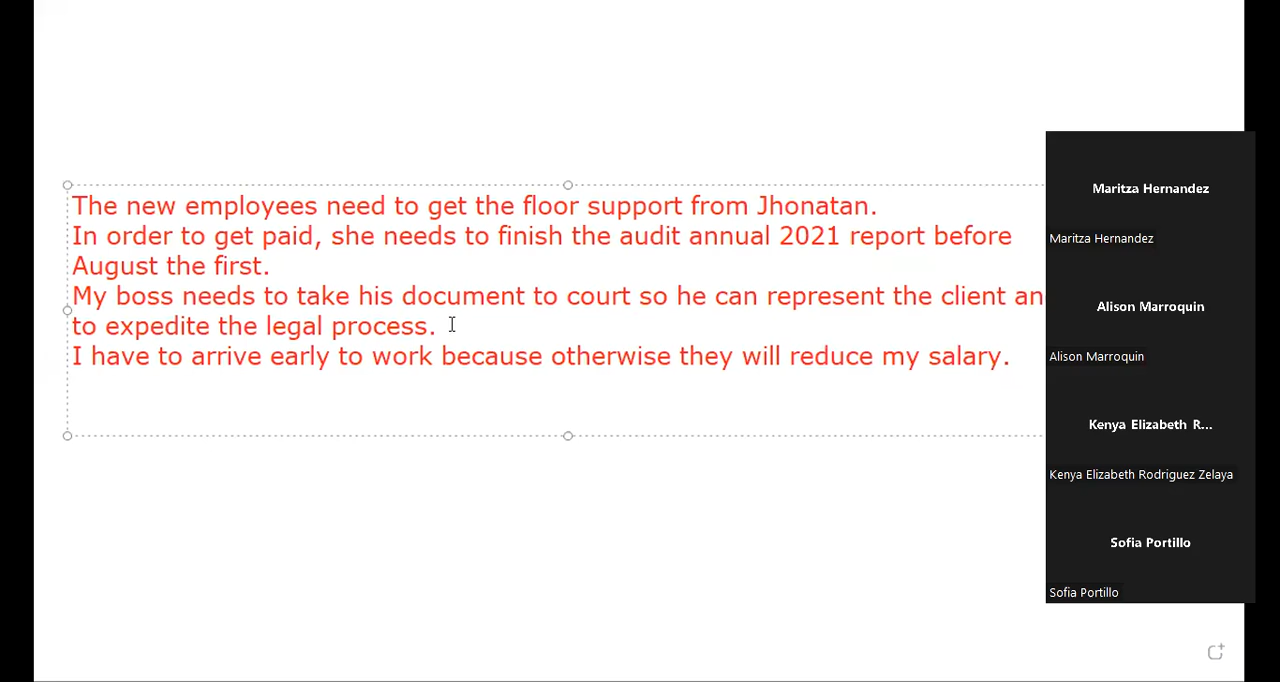 The new employees need to get the floor support from Jhonatan.
In order to get paid, she needs to finish the audit annual 2021 report before
August the first.
My boss needs to take his document to court so he can represent the client an
to expedite the legal process.
I have to arrive early to work because otherwise they will reduce my salary.
Maritza Hernandez
Maritza Hernandez
Alison Marroquin
Alison Marroquin
Kenya Elizabeth R...
Kenya Elizabeth Rodriguez Zelaya
Sofia Portillo
Sofia Portillo